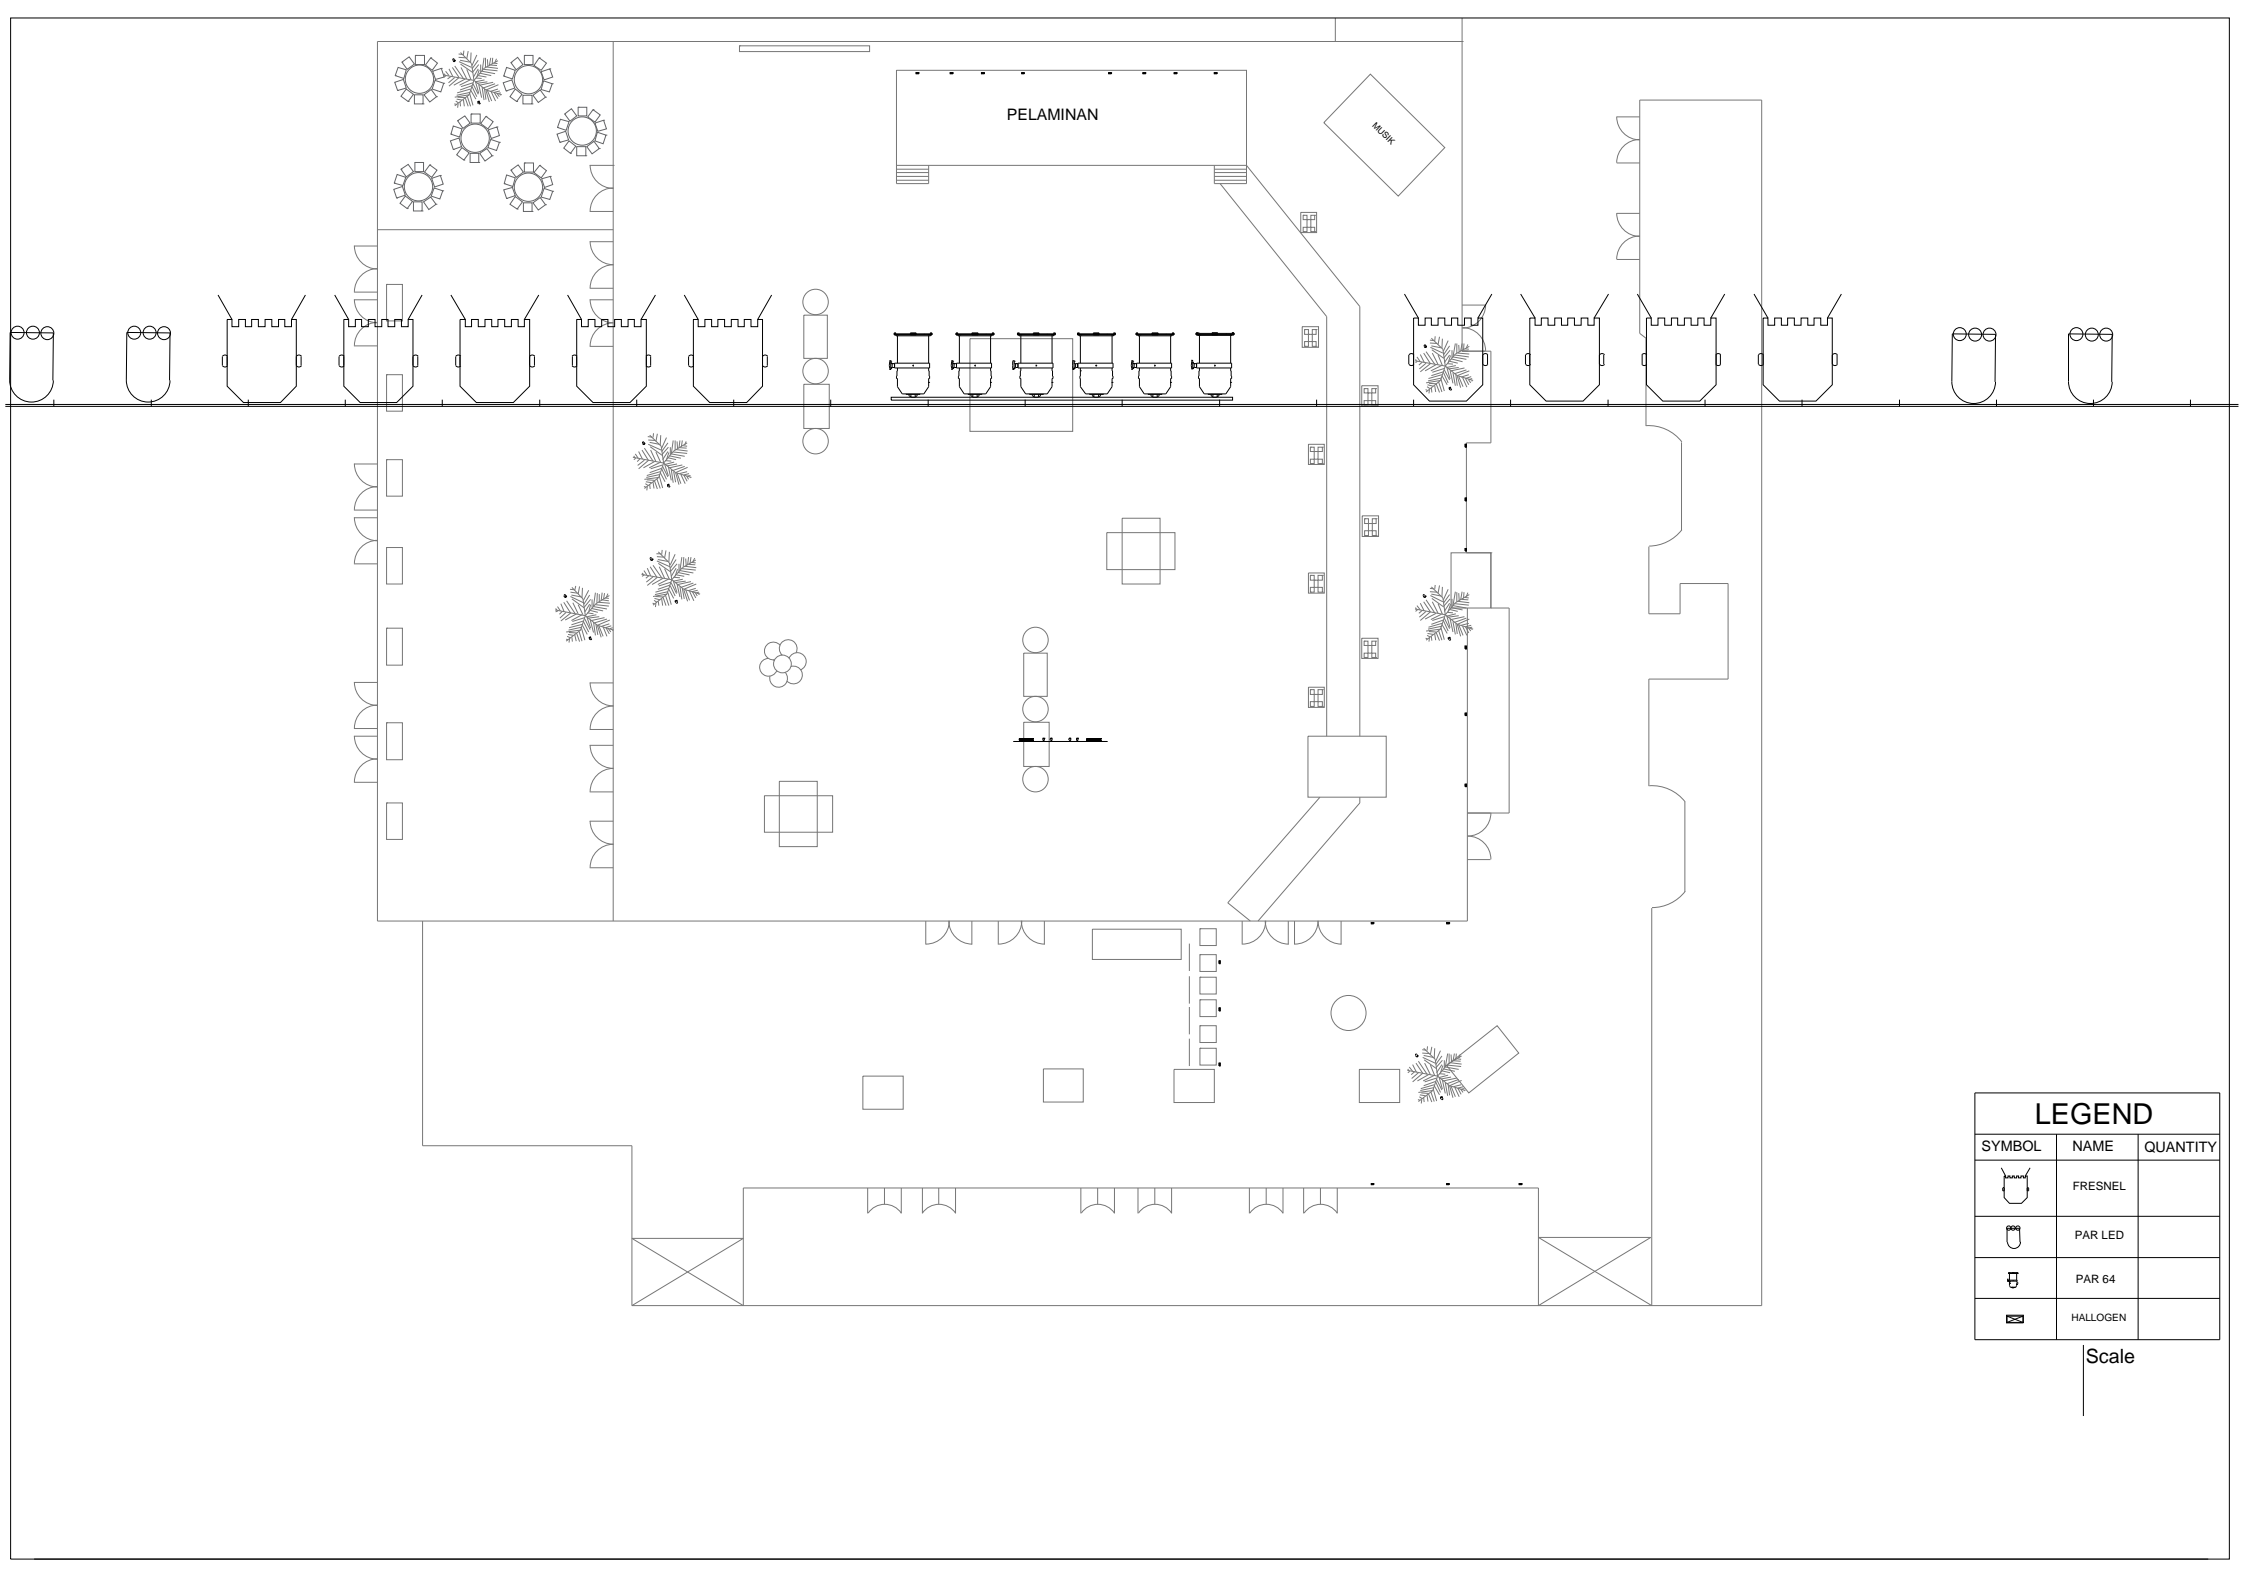 PELAMINAN
MUSIK
LEGEND
SYMBOL NAME QUANTITY
FRESNEL
PAR LED
PAR 64
HALLOGEN
Scale